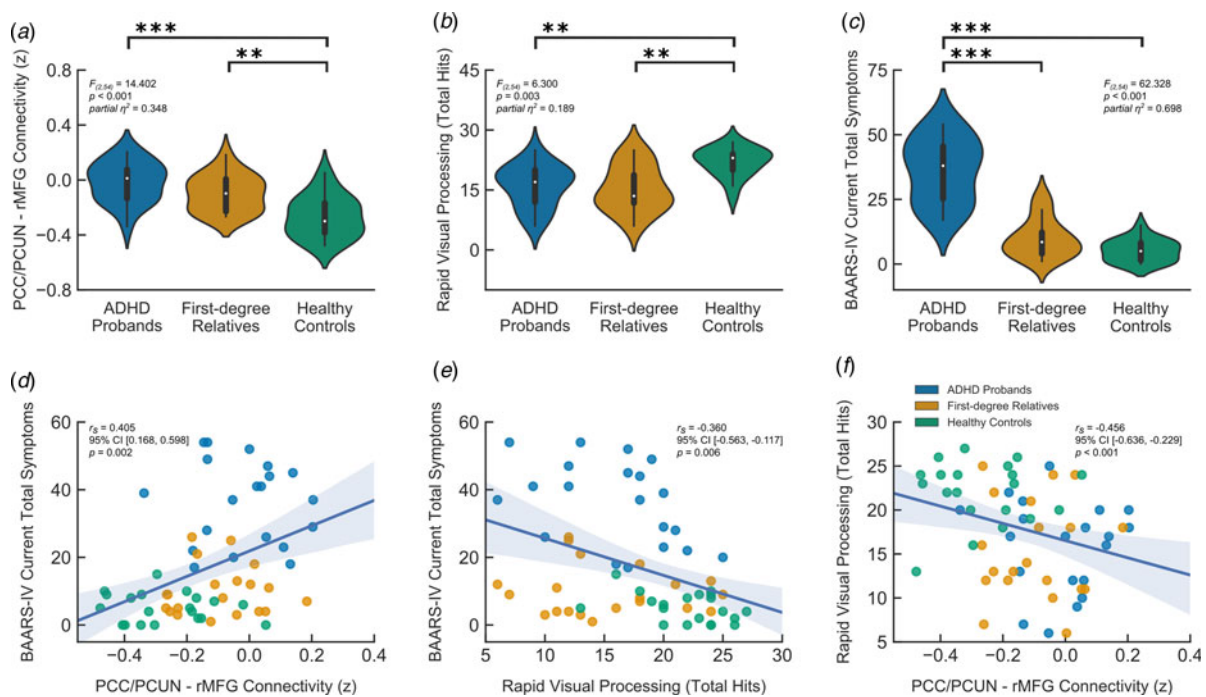 (a)
***
**
PCC/PCUN - rMFG Connectivity (z)
0.8
0.4
0.0
−0.4
−0.8
F(2,54) = 14.402
p < 0.001
partial η² = 0.348
ADHD
Probands
First-degree
Relatives
Healthy
Controls
(b)
**
**
Rapid Visual Processing (Total Hits)
45
30
15
0
F(2,54) = 6.300
p = 0.003
partial η² = 0.189
ADHD
Probands
First-degree
Relatives
Healthy
Controls
(c)
***
***
BAARS-IV Current Total Symptoms
75
50
25
0
F(2,54) = 62.328
p < 0.001
partial η² = 0.698
ADHD
Probands
First-degree
Relatives
Healthy
Controls
(d)
BAARS-IV Current Total Symptoms
60
40
20
0
rS = 0.405
95% CI [0.168, 0.598]
p = 0.002
−0.4
−0.2
0.0
0.2
0.4
PCC/PCUN - rMFG Connectivity (z)
(e)
BAARS-IV Current Total Symptoms
60
40
20
0
rS = -0.360
95% CI [-0.563, -0.117]
p = 0.006
5
10
15
20
25
30
Rapid Visual Processing (Total Hits)
(f)
Rapid Visual Processing (Total Hits)
30
25
20
15
10
5
ADHD Probands
First-degree Relatives
Healthy Controls
rS = -0.456
95% CI [-0.636, -0.229]
p < 0.001
−0.4
−0.2
0.0
0.2
0.4
PCC/PCUN - rMFG Connectivity (z)